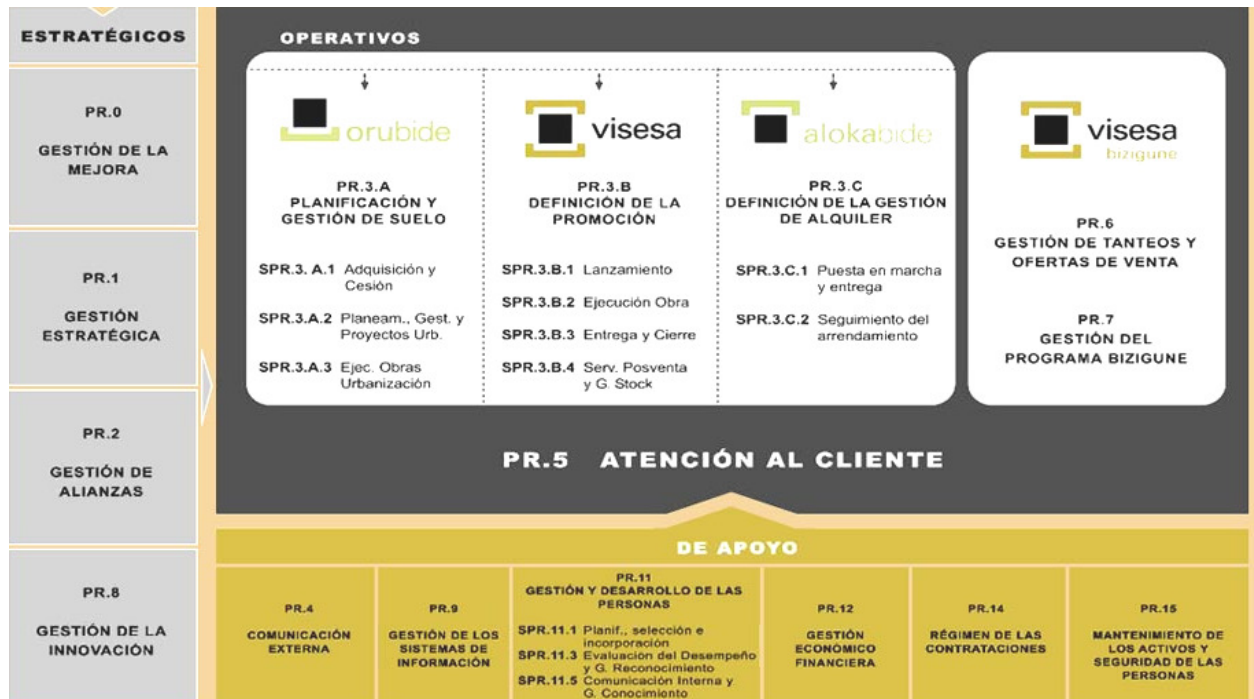 ESTRATÉGICOS
PR.0
GESTIÓN DE LA
MEJORA
PR.1
GESTIÓN
ESTRATÉGICA
PR.2
GESTIÓN DE
ALIANZAS
PR.8
GESTIÓN DE LA
INNOVACIÓN
OPERATIVOS
orubide
PR.3.A
PLANIFICACIÓN Y
GESTIÓN DE SUELO
SPR.3. A.1 Adquisición y
Cesión
SPR.3.A.2 Planeam., Gest. y
Proyectos Urb.
SPR.3.A.3 Ejec. Obras
Urbanización
visesa
PR.3.B
DEFINICIÓN DE LA
PROMOCIÓN
SPR.3.B.1 Lanzamiento
SPR.3.B.2 Ejecución Obra
SPR.3.B.3 Entrega y Cierre
SPR.3.B.4 Serv. Posventa
y G. Stock
alokabide
PR.3.C
DEFINICIÓN DE LA GESTIÓN
DE ALQUILER
SPR.3.C.1 Puesta en marcha
y entrega
SPR.3.C.2 Seguimiento del
arrendamiento
visesa
bizigune
PR.6
GESTIÓN DE TANTEOS Y
OFERTAS DE VENTA
PR.7
GESTIÓN DEL
PROGRAMA BIZIGUNE
PR.5 ATENCIÓN AL CLIENTE
DE APOYO
PR.4
COMUNICACIÓN
EXTERNA
PR.9
GESTIÓN DE LOS
SISTEMAS DE
INFORMACIÓN
PR.11
GESTIÓN Y DESARROLLO DE LAS
PERSONAS
SPR.11.1 Planif., selección e
incorporación
SPR.11.3 Evaluación del Desempeño
y G. Reconocimiento
SPR.11.5 Comunicación Interna y
G. Conocimiento
PR.12
GESTIÓN
ECONÓMICO
FINANCIERA
PR.14
RÉGIMEN DE LAS
CONTRATACIONES
PR.15
MANTENIMIENTO DE
LOS ACTIVOS Y
SEGURIDAD DE LAS
PERSONAS